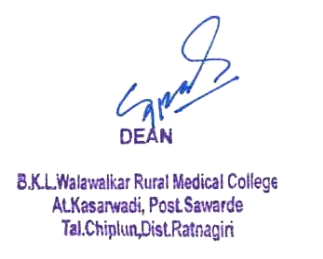 DEAN
B.K.L.Walawalkar Rural Medical College
At.Kasarwadi, Post.Sawarde
Tal.Chiplun,Dist.Ratnagiri